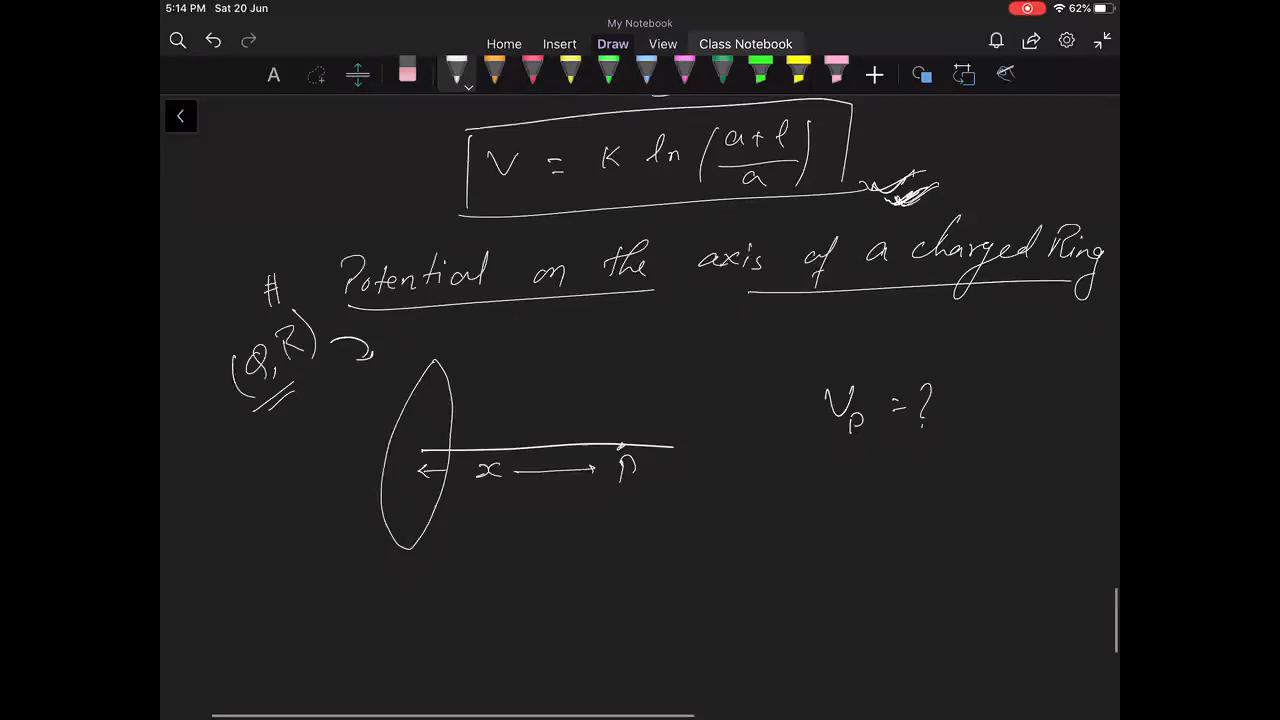 5:14 PM Sat 20 Jun
62%
My Notebook
Home Insert Draw View Class Notebook
A
V = K ln (a+l/a)
# Potential on the axis of a charged Ring
(Q, R)
V_P = ?
x P